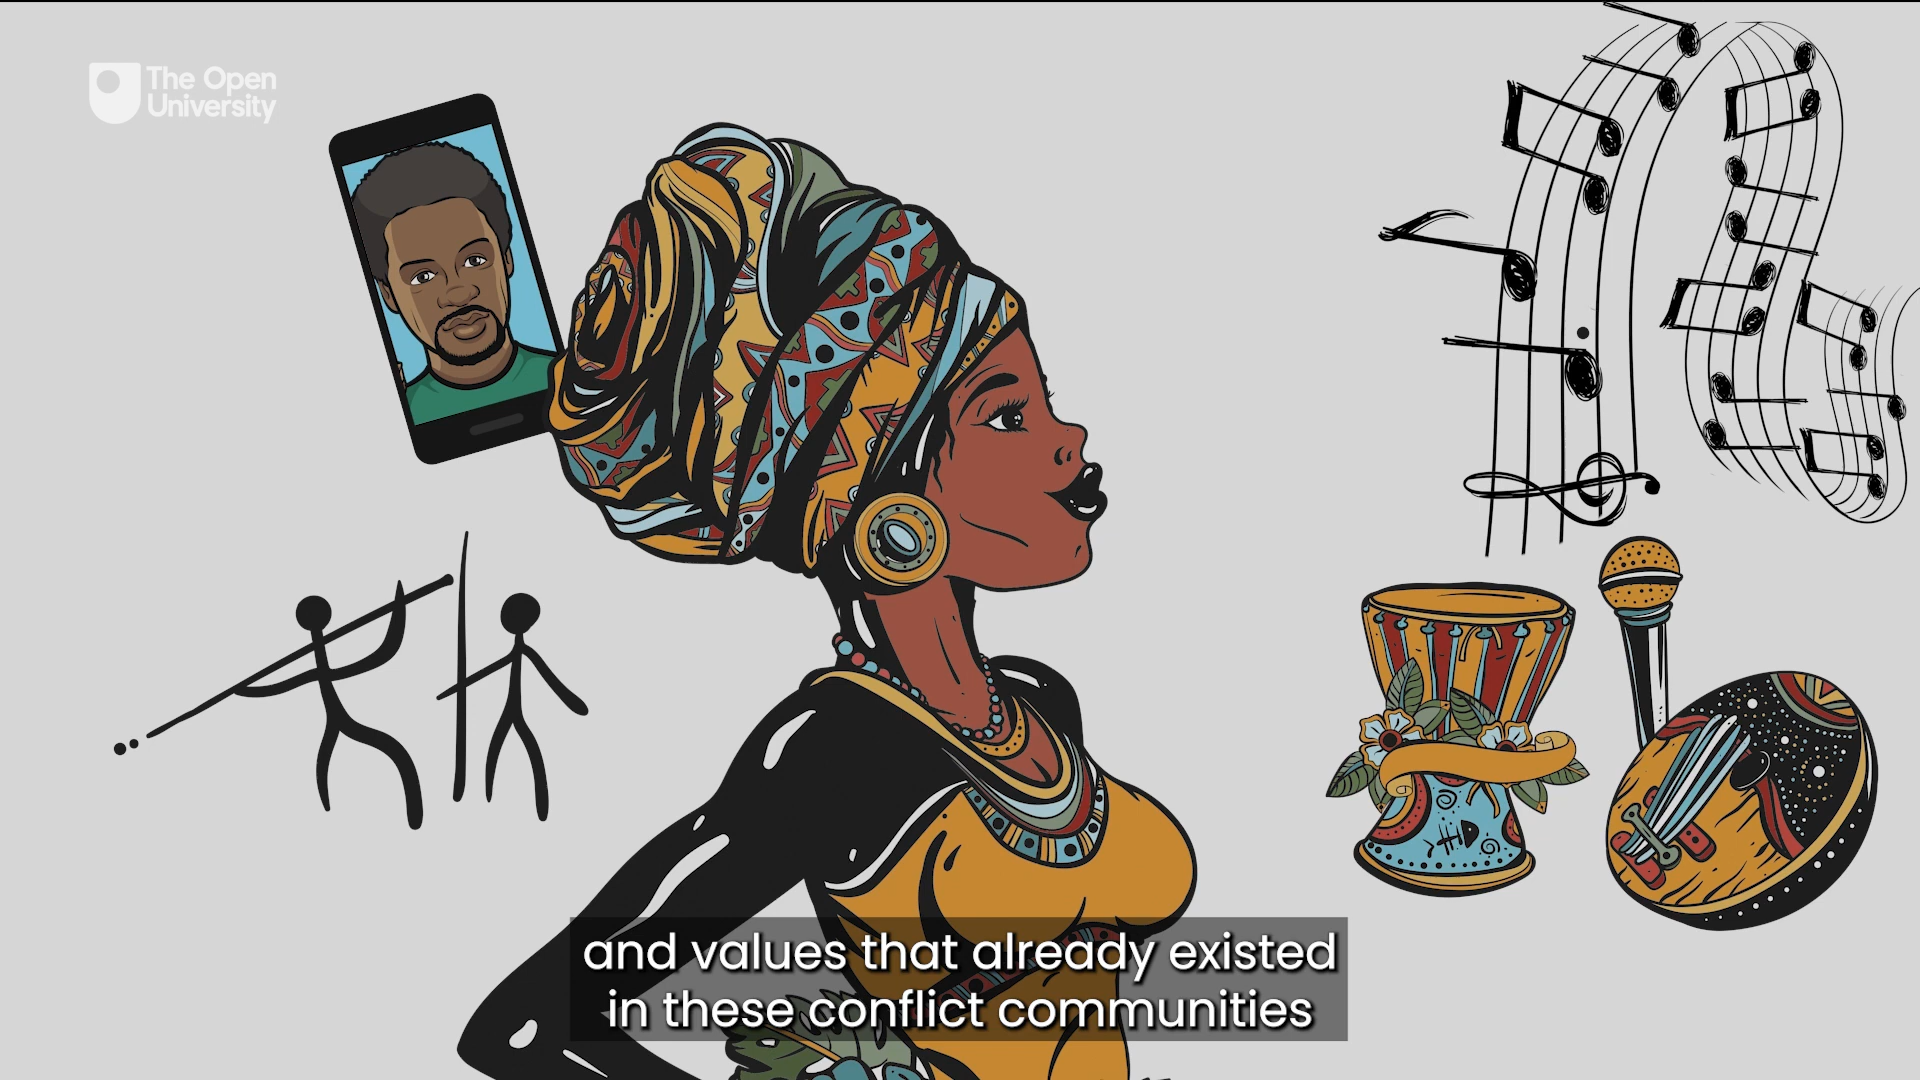 The Open
University
and values that already existed
in these conflict communities